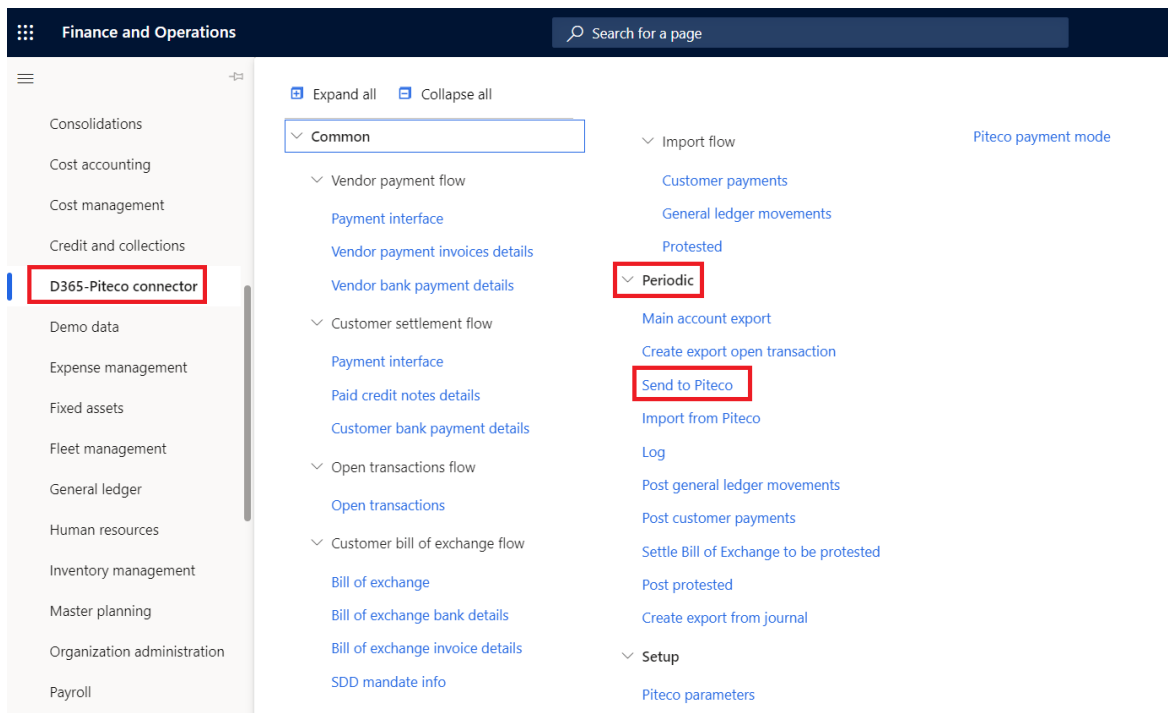 Finance and Operations
Search for a page
Consolidations
Cost accounting
Cost management
Credit and collections
D365-Piteco connector
Demo data
Expense management
Fixed assets
Fleet management
General ledger
Human resources
Inventory management
Master planning
Organization administration
Payroll
Expand all
Collapse all
Common
Vendor payment flow
Payment interface
Vendor payment invoices details
Vendor bank payment details
Customer settlement flow
Payment interface
Paid credit notes details
Customer bank payment details
Open transactions flow
Open transactions
Customer bill of exchange flow
Bill of exchange
Bill of exchange bank details
Bill of exchange invoice details
SDD mandate info
Import flow
Customer payments
General ledger movements
Protested
Periodic
Main account export
Create export open transaction
Send to Piteco
Import from Piteco
Log
Post general ledger movements
Post customer payments
Settle Bill of Exchange to be protested
Post protested
Create export from journal
Setup
Piteco parameters
Piteco payment mode